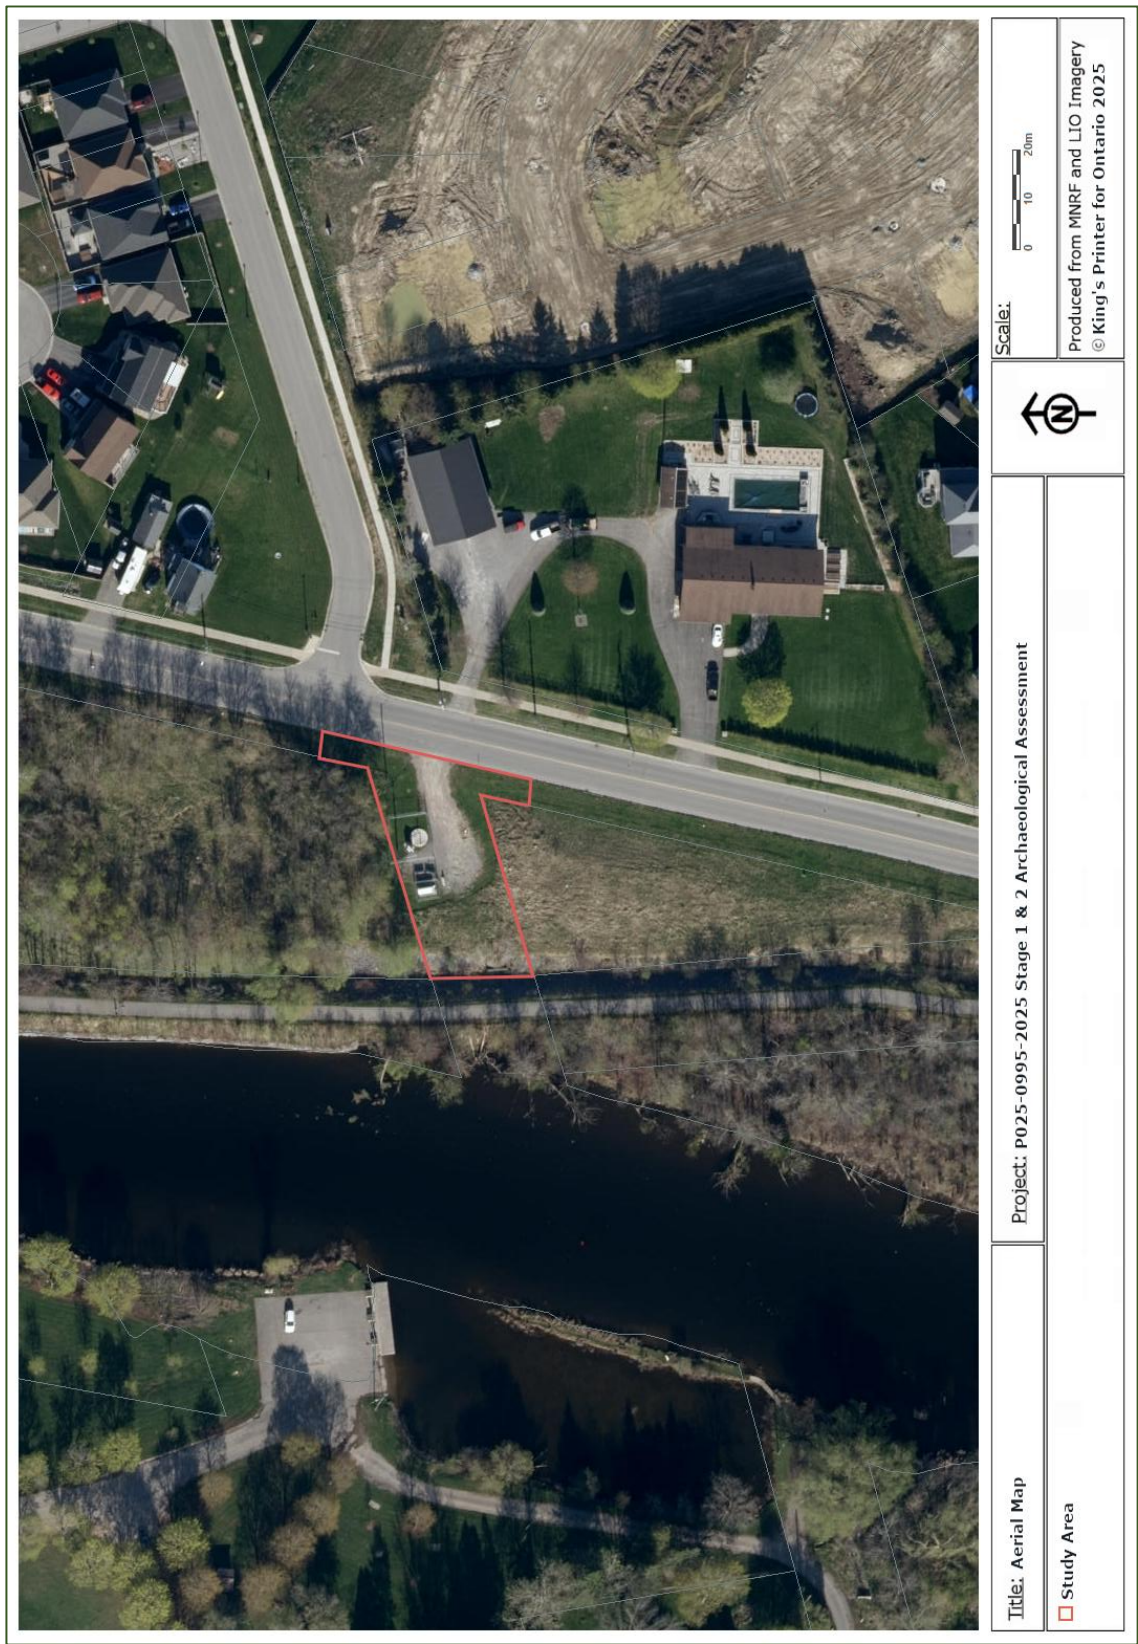 Title: Aerial Map
Study Area
Project: P025-0995-2025 Stage 1 & 2 Archaeological Assessment
N
Scale:
0 10 20m
Produced from MNRF and LIO Imagery
© King's Printer for Ontario 2025